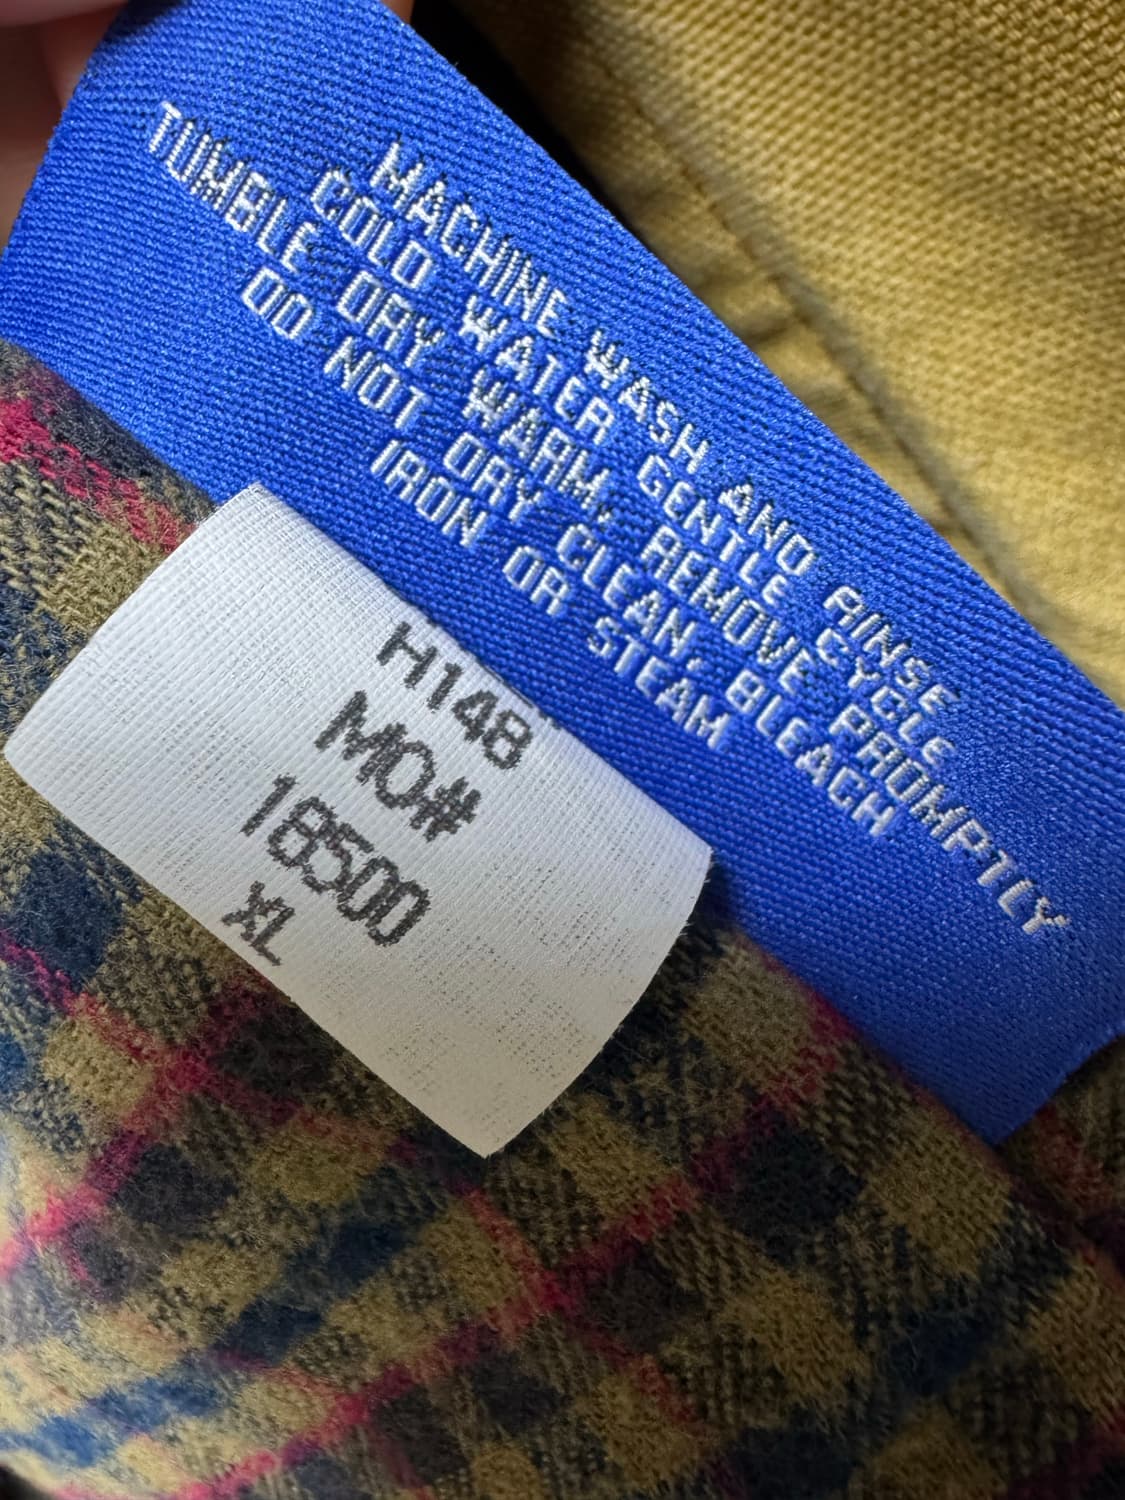 MACHINE WASH AND RINSE
COLD WATER GENTLE CYCLE
TUMBLE DRY WARM, REMOVE PROMPTLY
DO NOT DRY CLEAN, BLEACH
IRON OR STEAM
H148
MO#
18500
XL